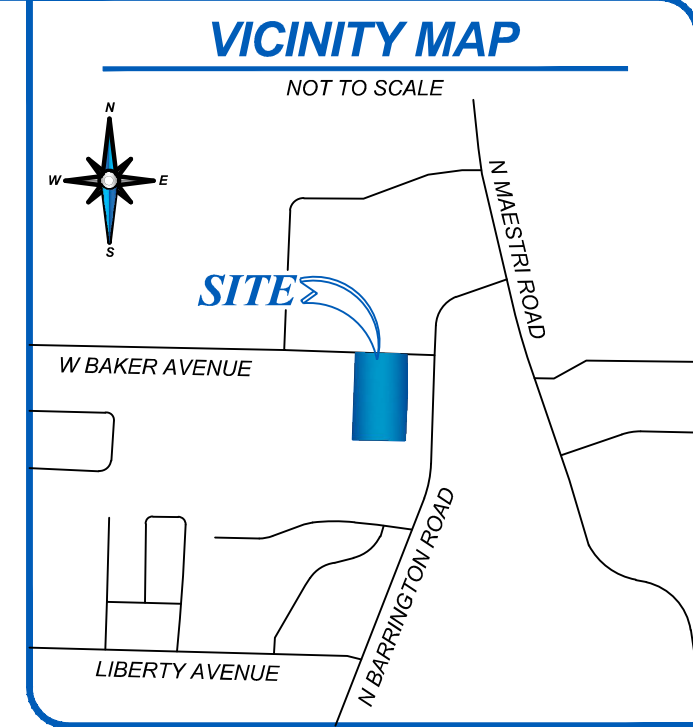 VICINITY MAP
NOT TO SCALE
N
W E
S
N MAESTRI ROAD
SITE
W BAKER AVENUE
N BARRINGTON ROAD
LIBERTY AVENUE